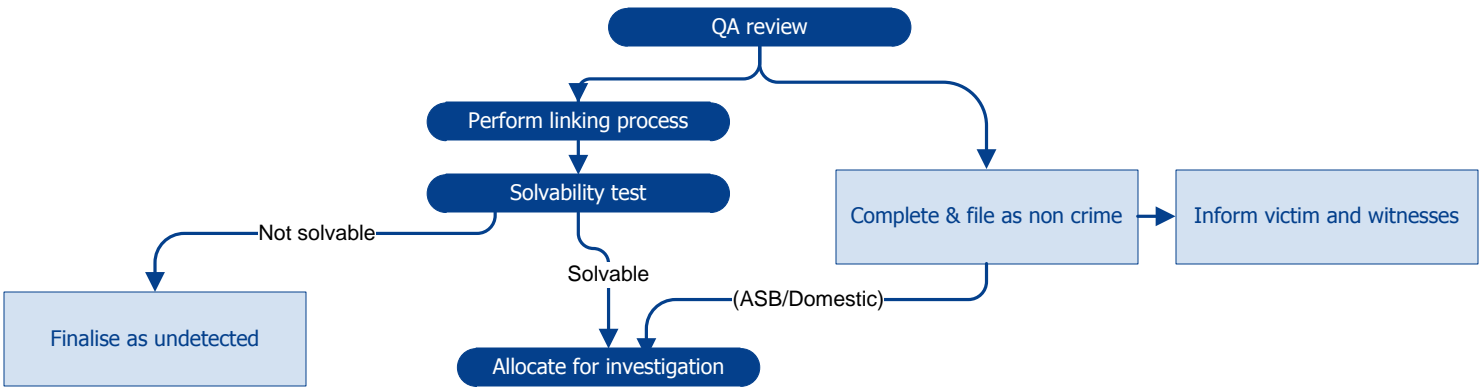 QA review
Perform linking process
Solvability test
Complete & file as non crime
Inform victim and witnesses
Not solvable
Solvable
(ASB/Domestic)
Finalise as undetected
Allocate for investigation